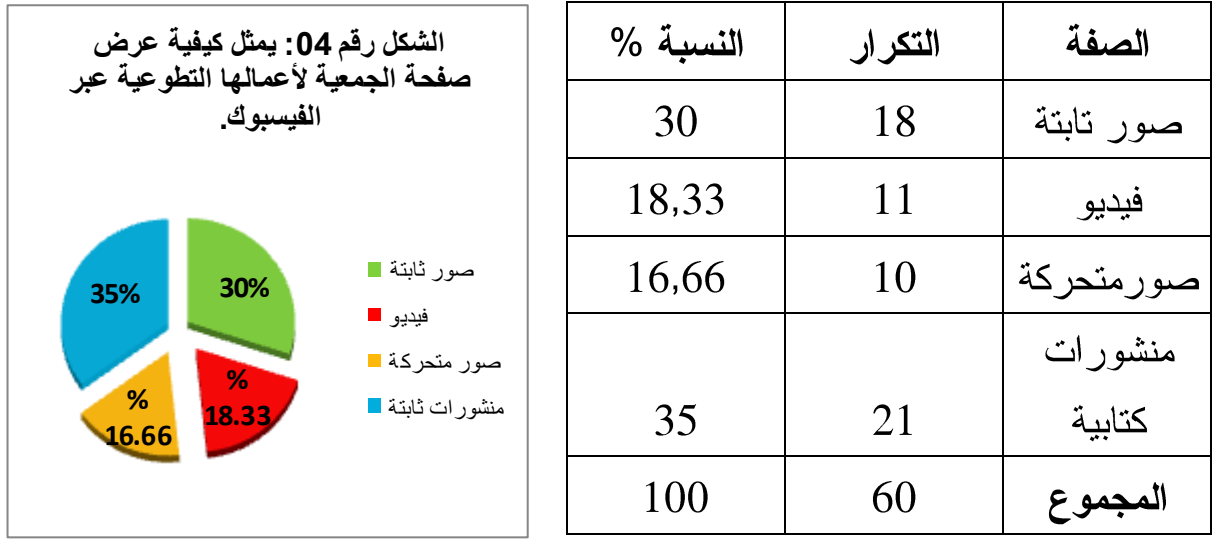 الشكل رقم 04: يمثل كيفية عرض
صفحة الجمعية لأعمالها التطوعية عبر
الفيسبوك.
35%
30%
%
18.33
%
16.66
صور ثابتة
فيديو
صور متحركة
منشورات ثابتة
الصفة التكرار النسبة %
صور تابتة 18 30
فيديو 11 18,33
صورمتحركة 10 16,66
منشورات
كتابية 21 35
المجموع 60 100